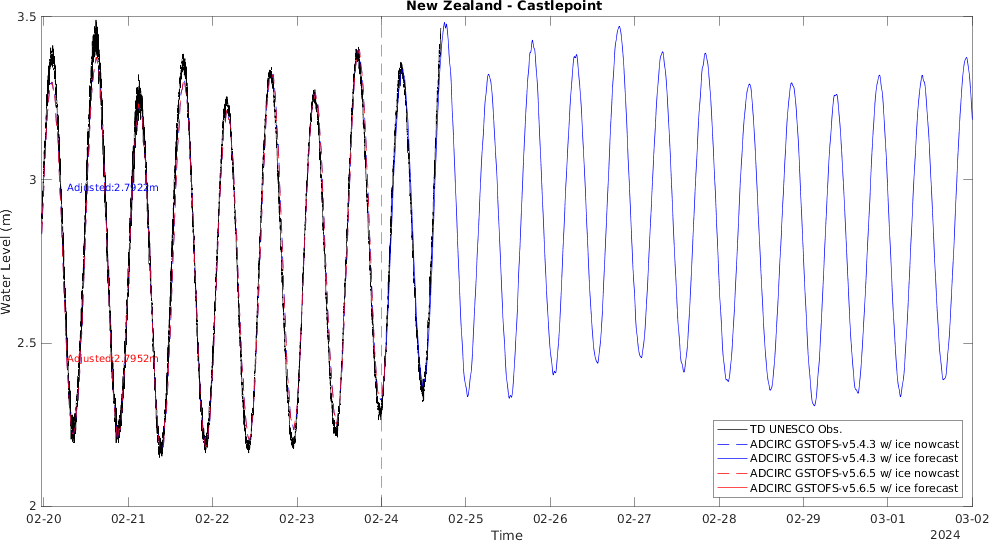 New Zealand - Castlepoint
3.5
3
2.5
2
Water Level (m)
Adjusted:2.7922m
Adjusted:2.7952m
TD UNESCO Obs.
ADCIRC GSTOFS-v5.4.3 w/ ice nowcast
ADCIRC GSTOFS-v5.4.3 w/ ice forecast
ADCIRC GSTOFS-v5.6.5 w/ ice nowcast
ADCIRC GSTOFS-v5.6.5 w/ ice forecast
02-20 02-21 02-22 02-23 02-24 02-25 02-26 02-27 02-28 02-29 03-01 03-02
Time
2024